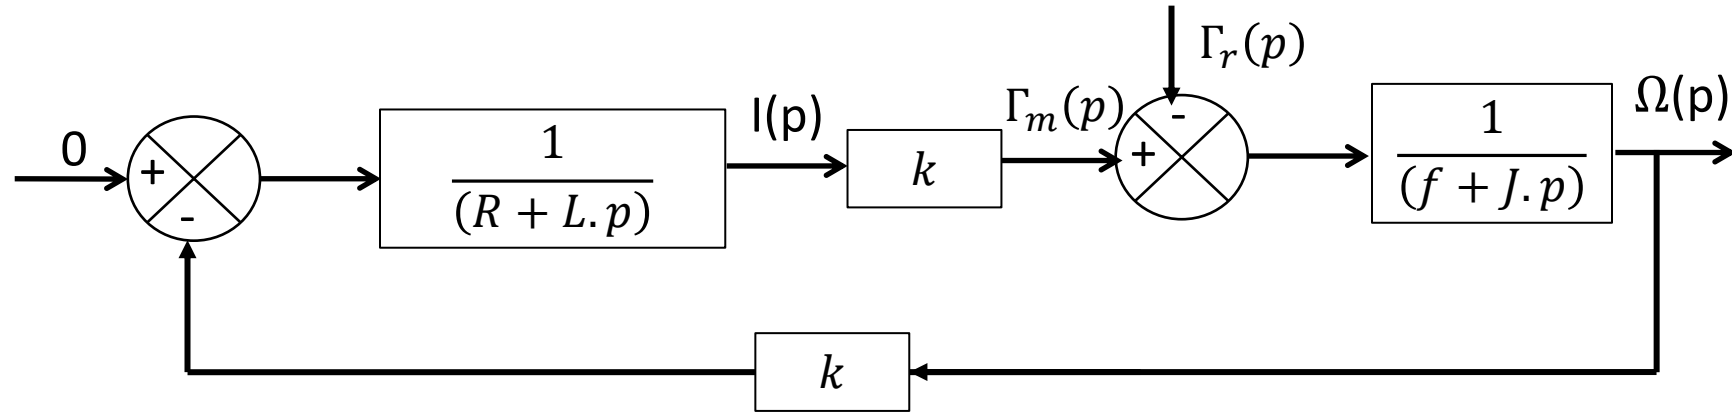 0
+
-
1
(R + L. p)
I(p)
k
Γm(p)
Γr(p)
-
+
1
(f + J. p)
Ω(p)
k